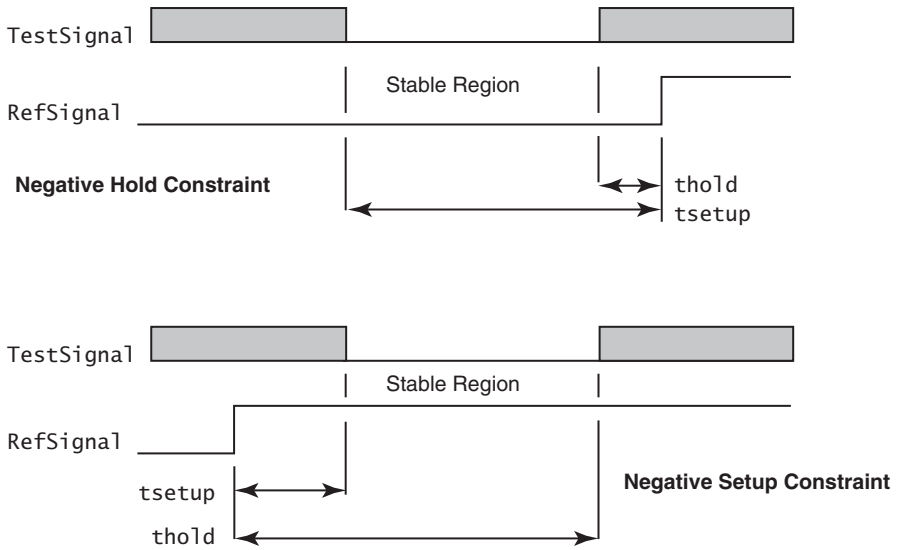 TestSignal
Stable Region
RefSignal
Negative Hold Constraint
thold
tsetup
TestSignal
Stable Region
RefSignal
tsetup
Negative Setup Constraint
thold